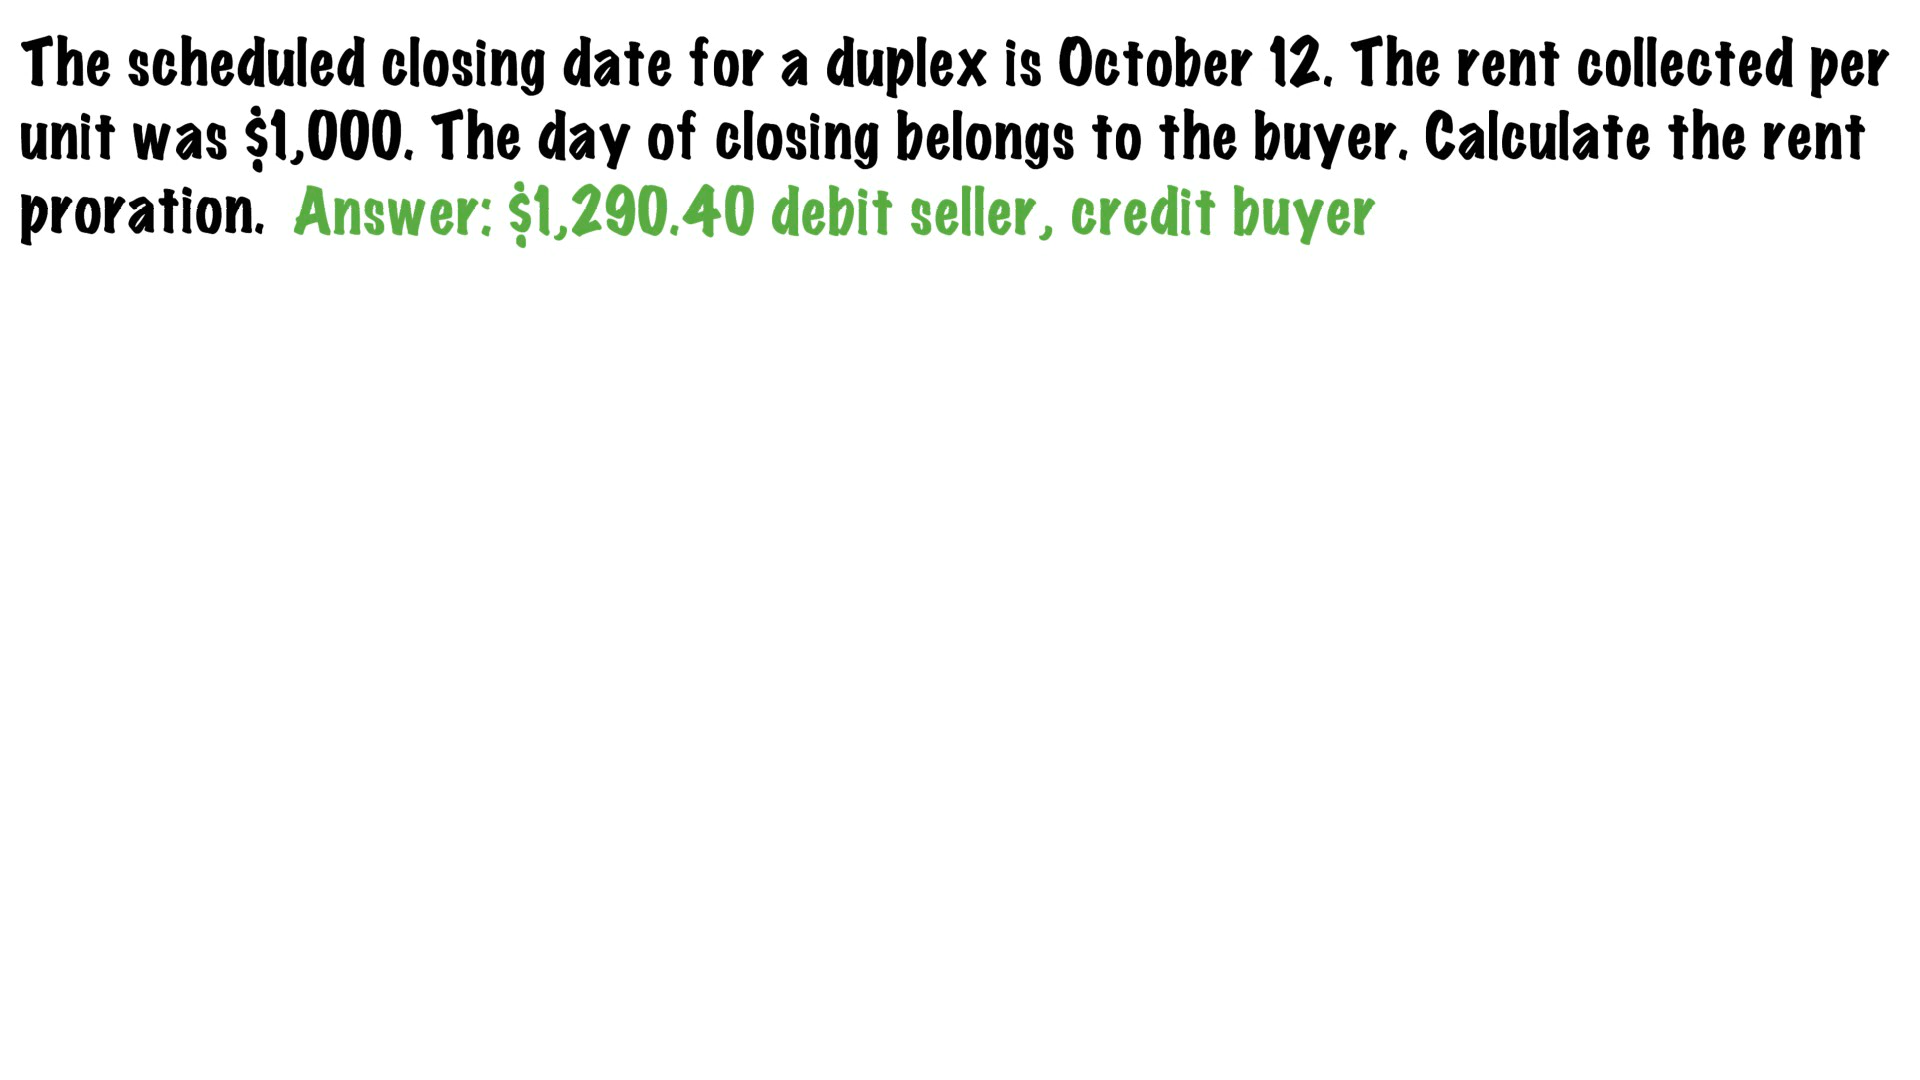 The scheduled closing date for a duplex is October 12. The rent collected per
unit was $1,000. The day of closing belongs to the buyer. Calculate the rent
proration. Answer: $1,290.40 debit seller, credit buyer